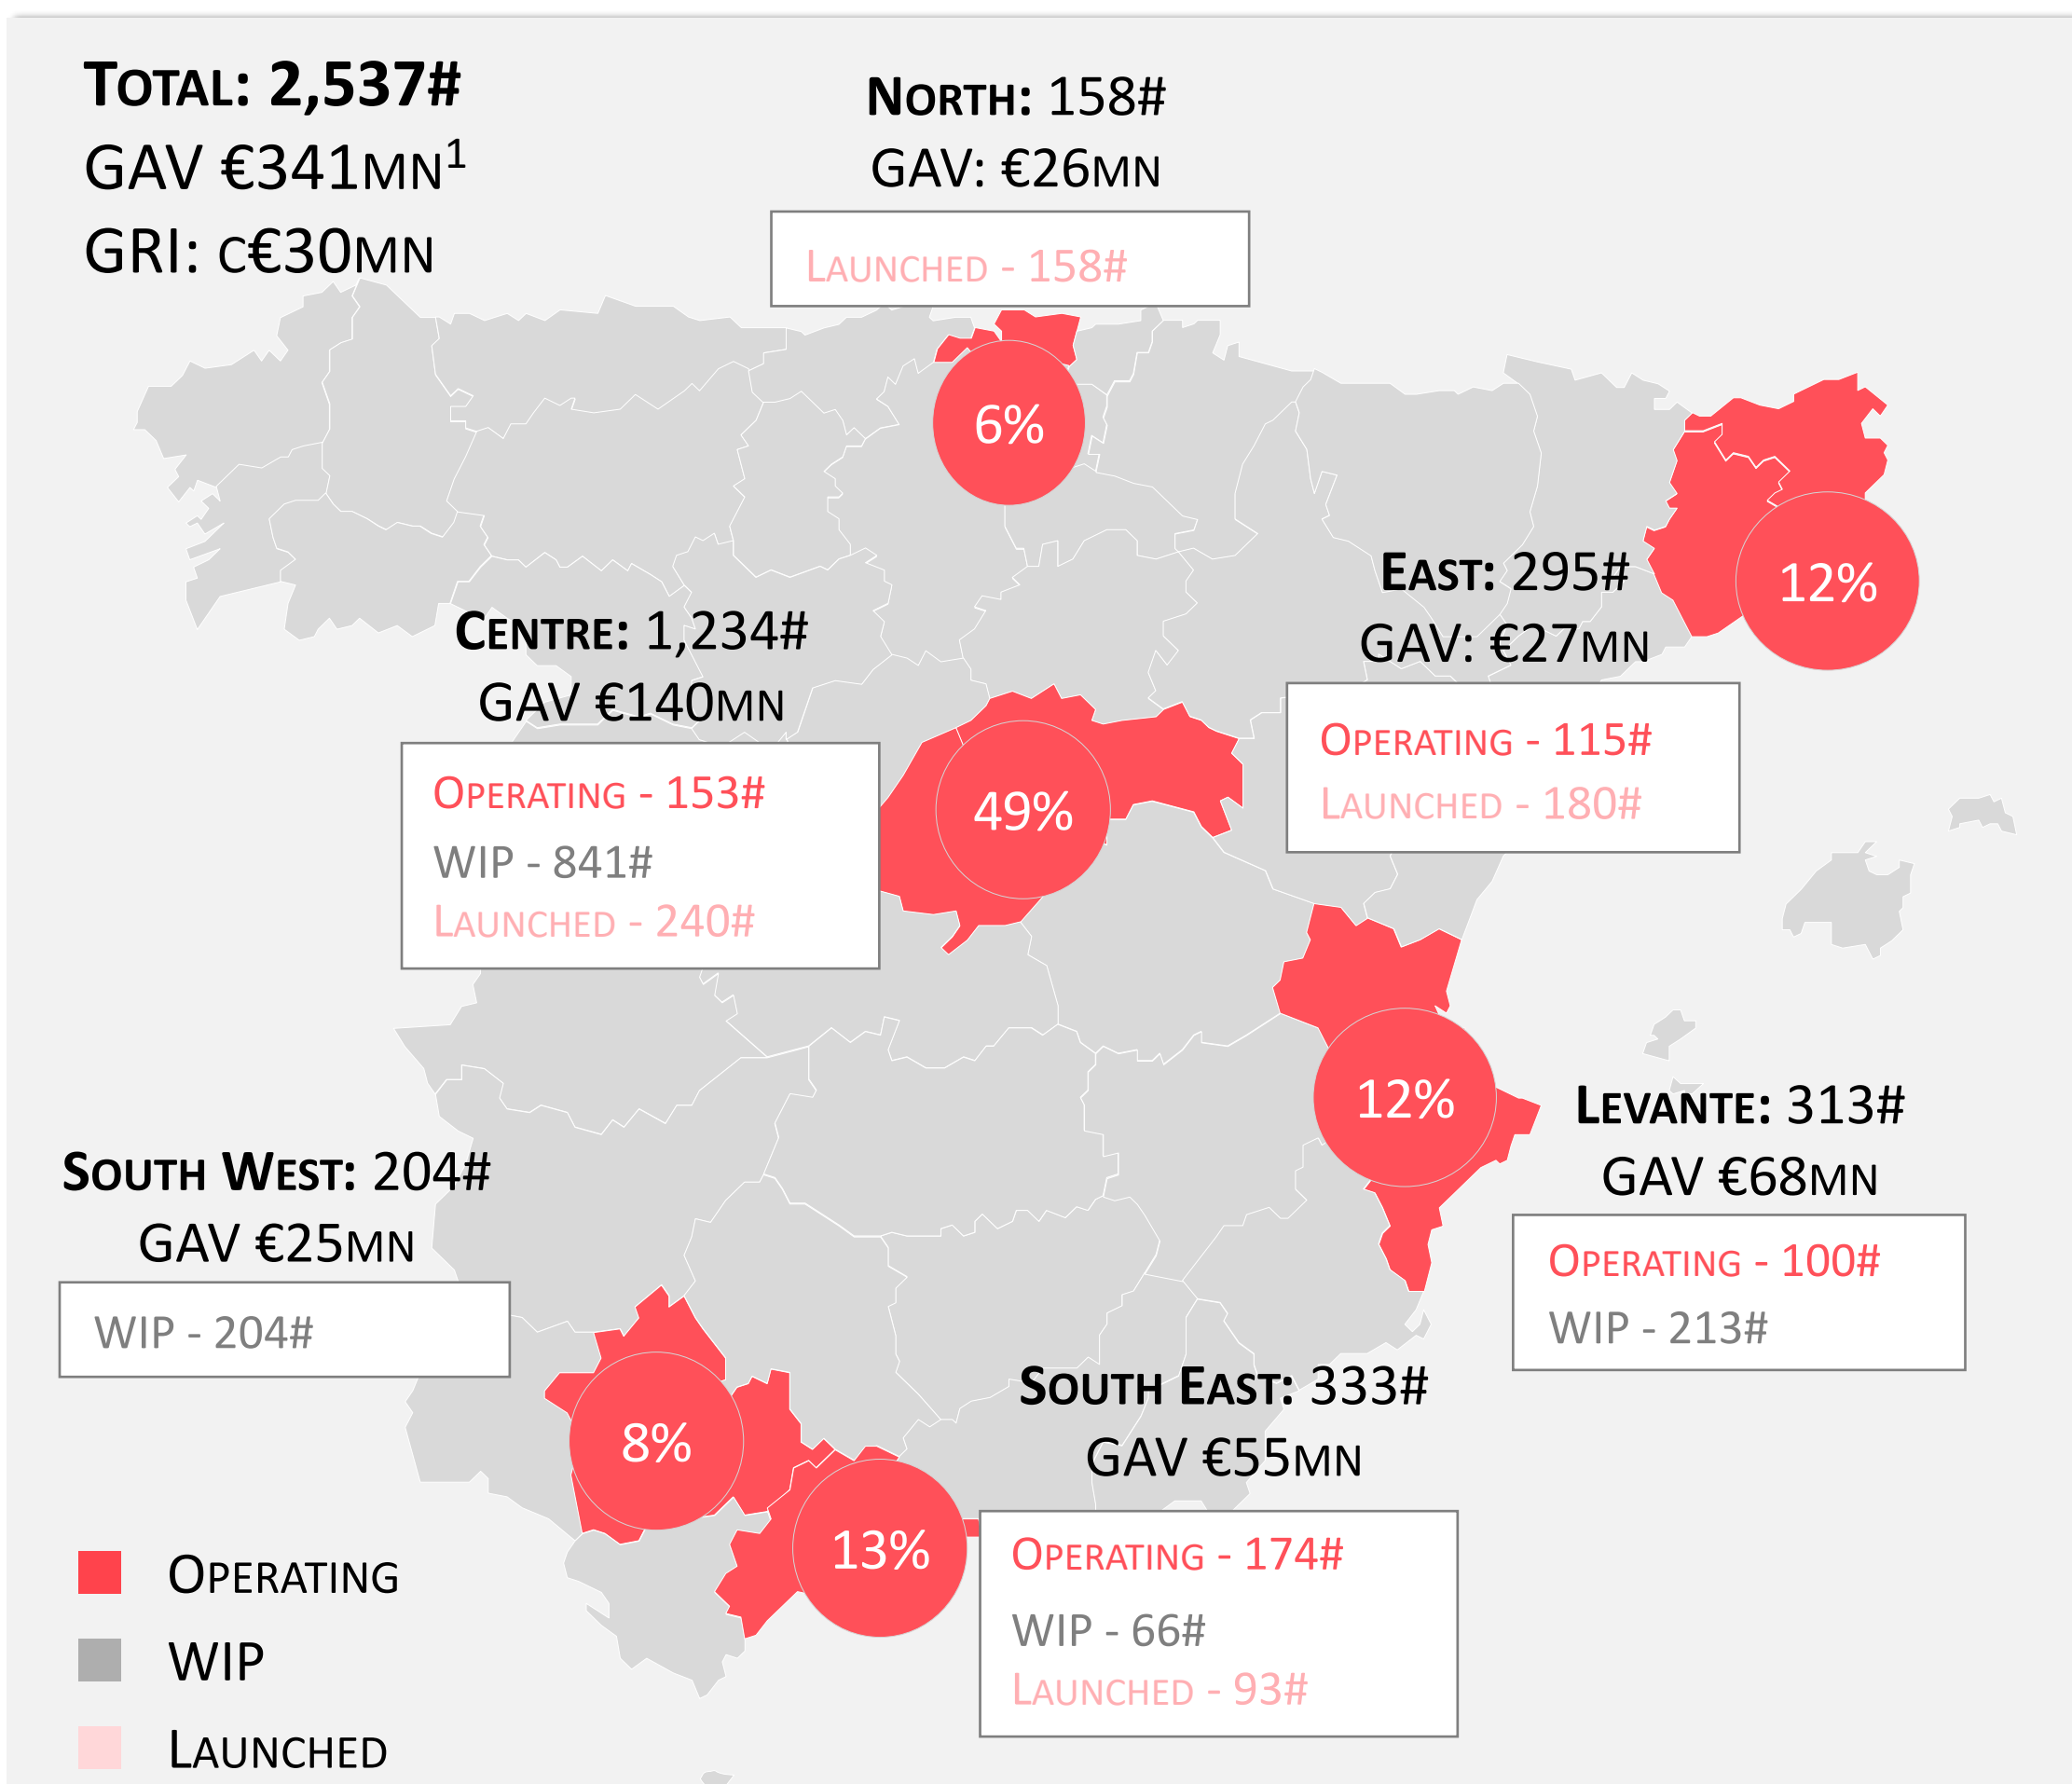 TOTAL: 2,537#
GAV €341MN¹
GRI: C€30MN
NORTH: 158#
GAV: €26MN
LAUNCHED - 158#
6%
12%
EAST: 295#
GAV: €27MN
OPERATING - 115#
LAUNCHED - 180#
CENTRE: 1,234#
GAV €140MN
OPERATING - 153#
WIP - 841#
LAUNCHED - 240#
49%
12%
LEVANTE: 313#
GAV €68MN
OPERATING - 100#
WIP - 213#
SOUTH WEST: 204#
GAV €25MN
WIP - 204#
8%
SOUTH EAST: 333#
GAV €55MN
13%
OPERATING - 174#
WIP - 66#
LAUNCHED - 93#
OPERATING
WIP
LAUNCHED